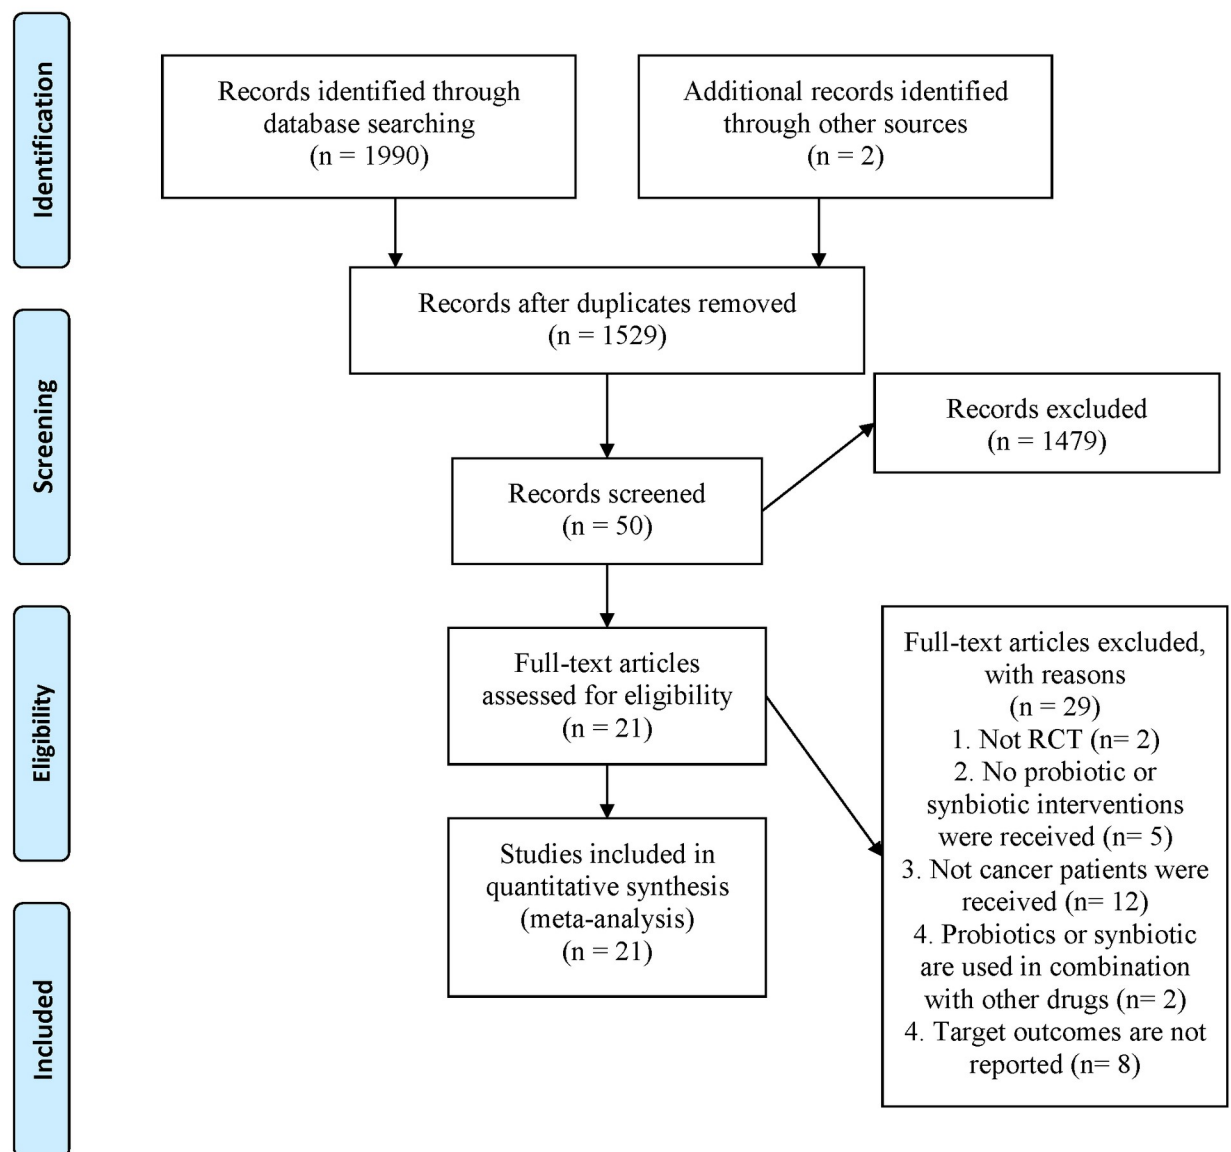 Identification
Records identified through
database searching
(n = 1990)
Additional records identified
through other sources
(n = 2)
Records after duplicates removed
(n = 1529)
Screening
Records excluded
(n = 1479)
Records screened
(n = 50)
Eligibility
Full-text articles
assessed for eligibility
(n = 21)
Full-text articles excluded,
with reasons
(n = 29)
1. Not RCT (n= 2)
2. No probiotic or
synbiotic interventions
were received (n= 5)
3. Not cancer patients were
received (n= 12)
4. Probiotics or synbiotic
are used in combination
with other drugs (n= 2)
4. Target outcomes are not
reported (n= 8)
Studies included in
quantitative synthesis
(meta-analysis)
(n = 21)
Included